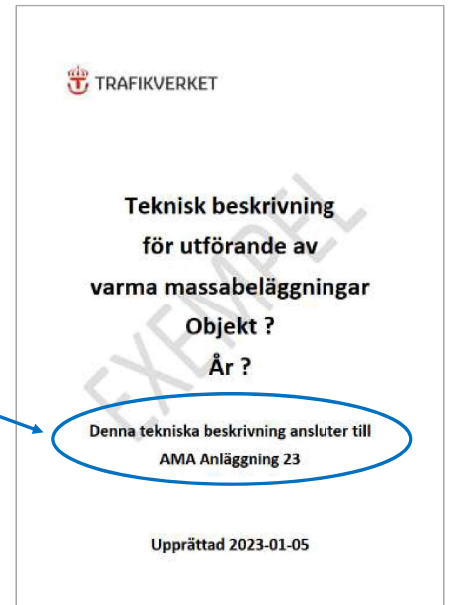 TRAFIKVERKET
EXEMPEL
Teknisk beskrivning
för utförande av
varma massabeläggningar
Objekt ?
År ?
Denna tekniska beskrivning ansluter till
AMA Anläggning 23
Upprättad 2023-01-05